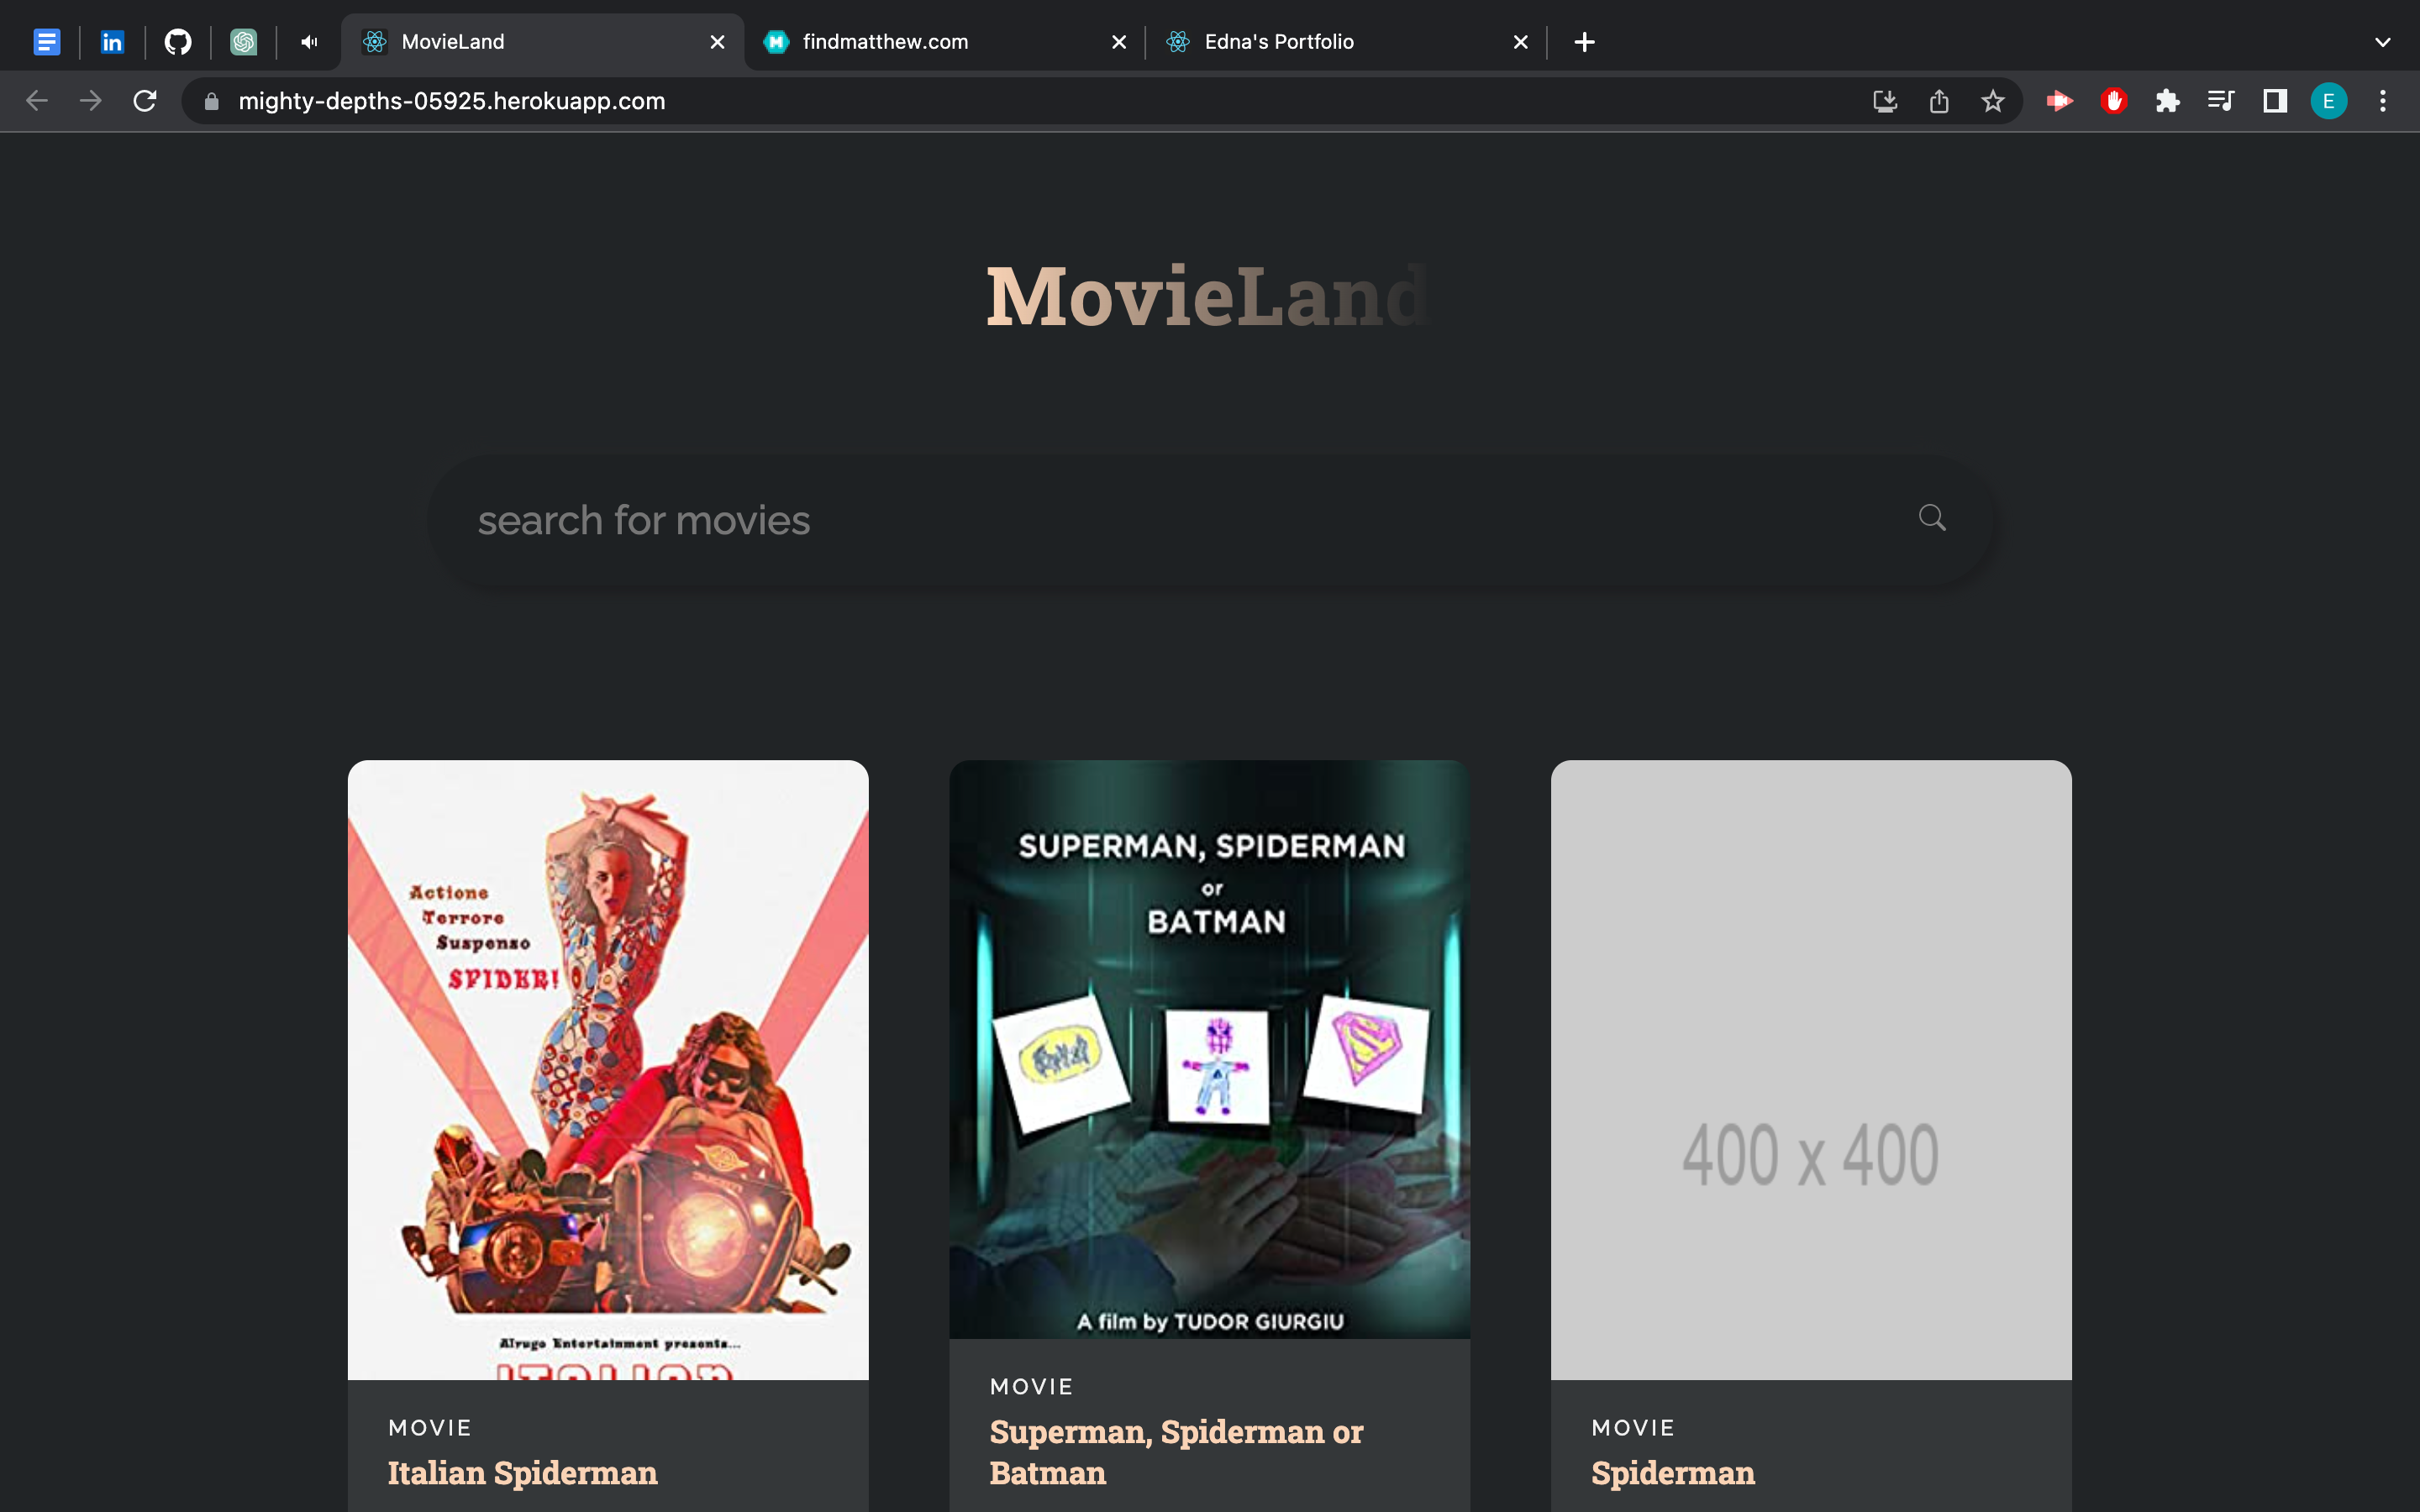 MovieLand
findmatthew.com
Edna's Portfolio
mighty-depths-05925.herokuapp.com
E
MovieLand
search for movies
Actione
Terrore
Suspenso
SPIDER!
Alrugo Entertainment presents...
ITALIAN
MOVIE
Italian Spiderman
SUPERMAN, SPIDERMAN
or
BATMAN
A film by TUDOR GIURGIU
MOVIE
Superman, Spiderman or
Batman
400 x 400
MOVIE
Spiderman